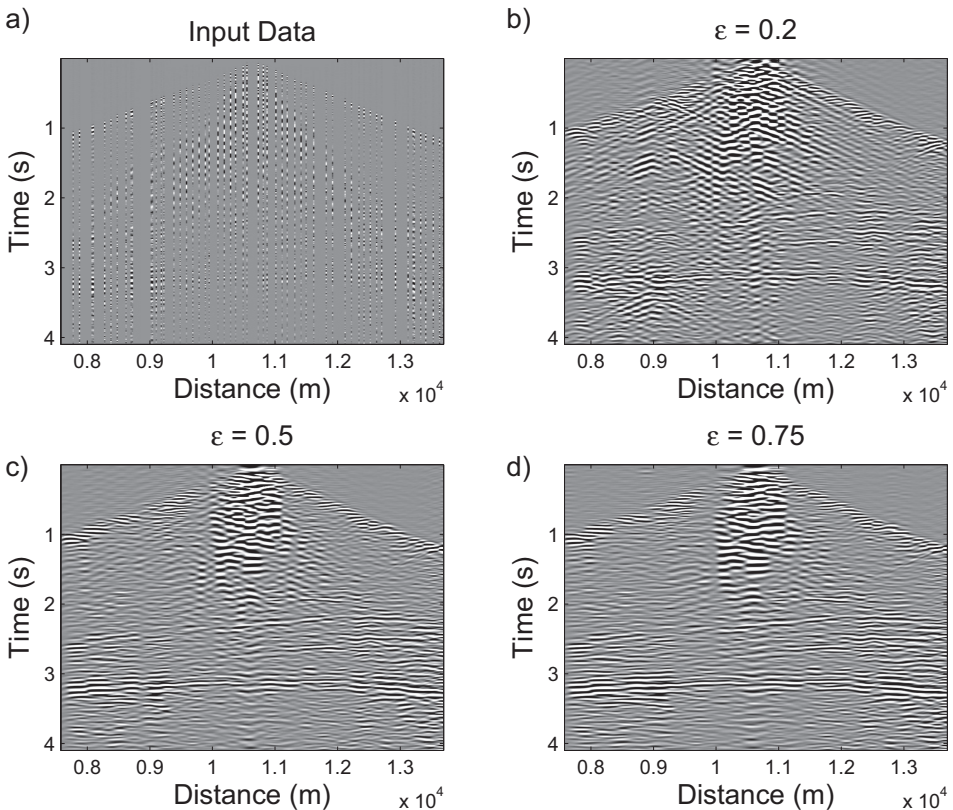 a)
Input Data
Time (s)
1
2
3
4
0.8 0.9 1 1.1 1.2 1.3
Distance (m)
x 10^4
b)
ε = 0.2
Time (s)
1
2
3
4
0.8 0.9 1 1.1 1.2 1.3
Distance (m)
x 10^4
c)
ε = 0.5
Time (s)
1
2
3
4
0.8 0.9 1 1.1 1.2 1.3
Distance (m)
x 10^4
d)
ε = 0.75
Time (s)
1
2
3
4
0.8 0.9 1 1.1 1.2 1.3
Distance (m)
x 10^4